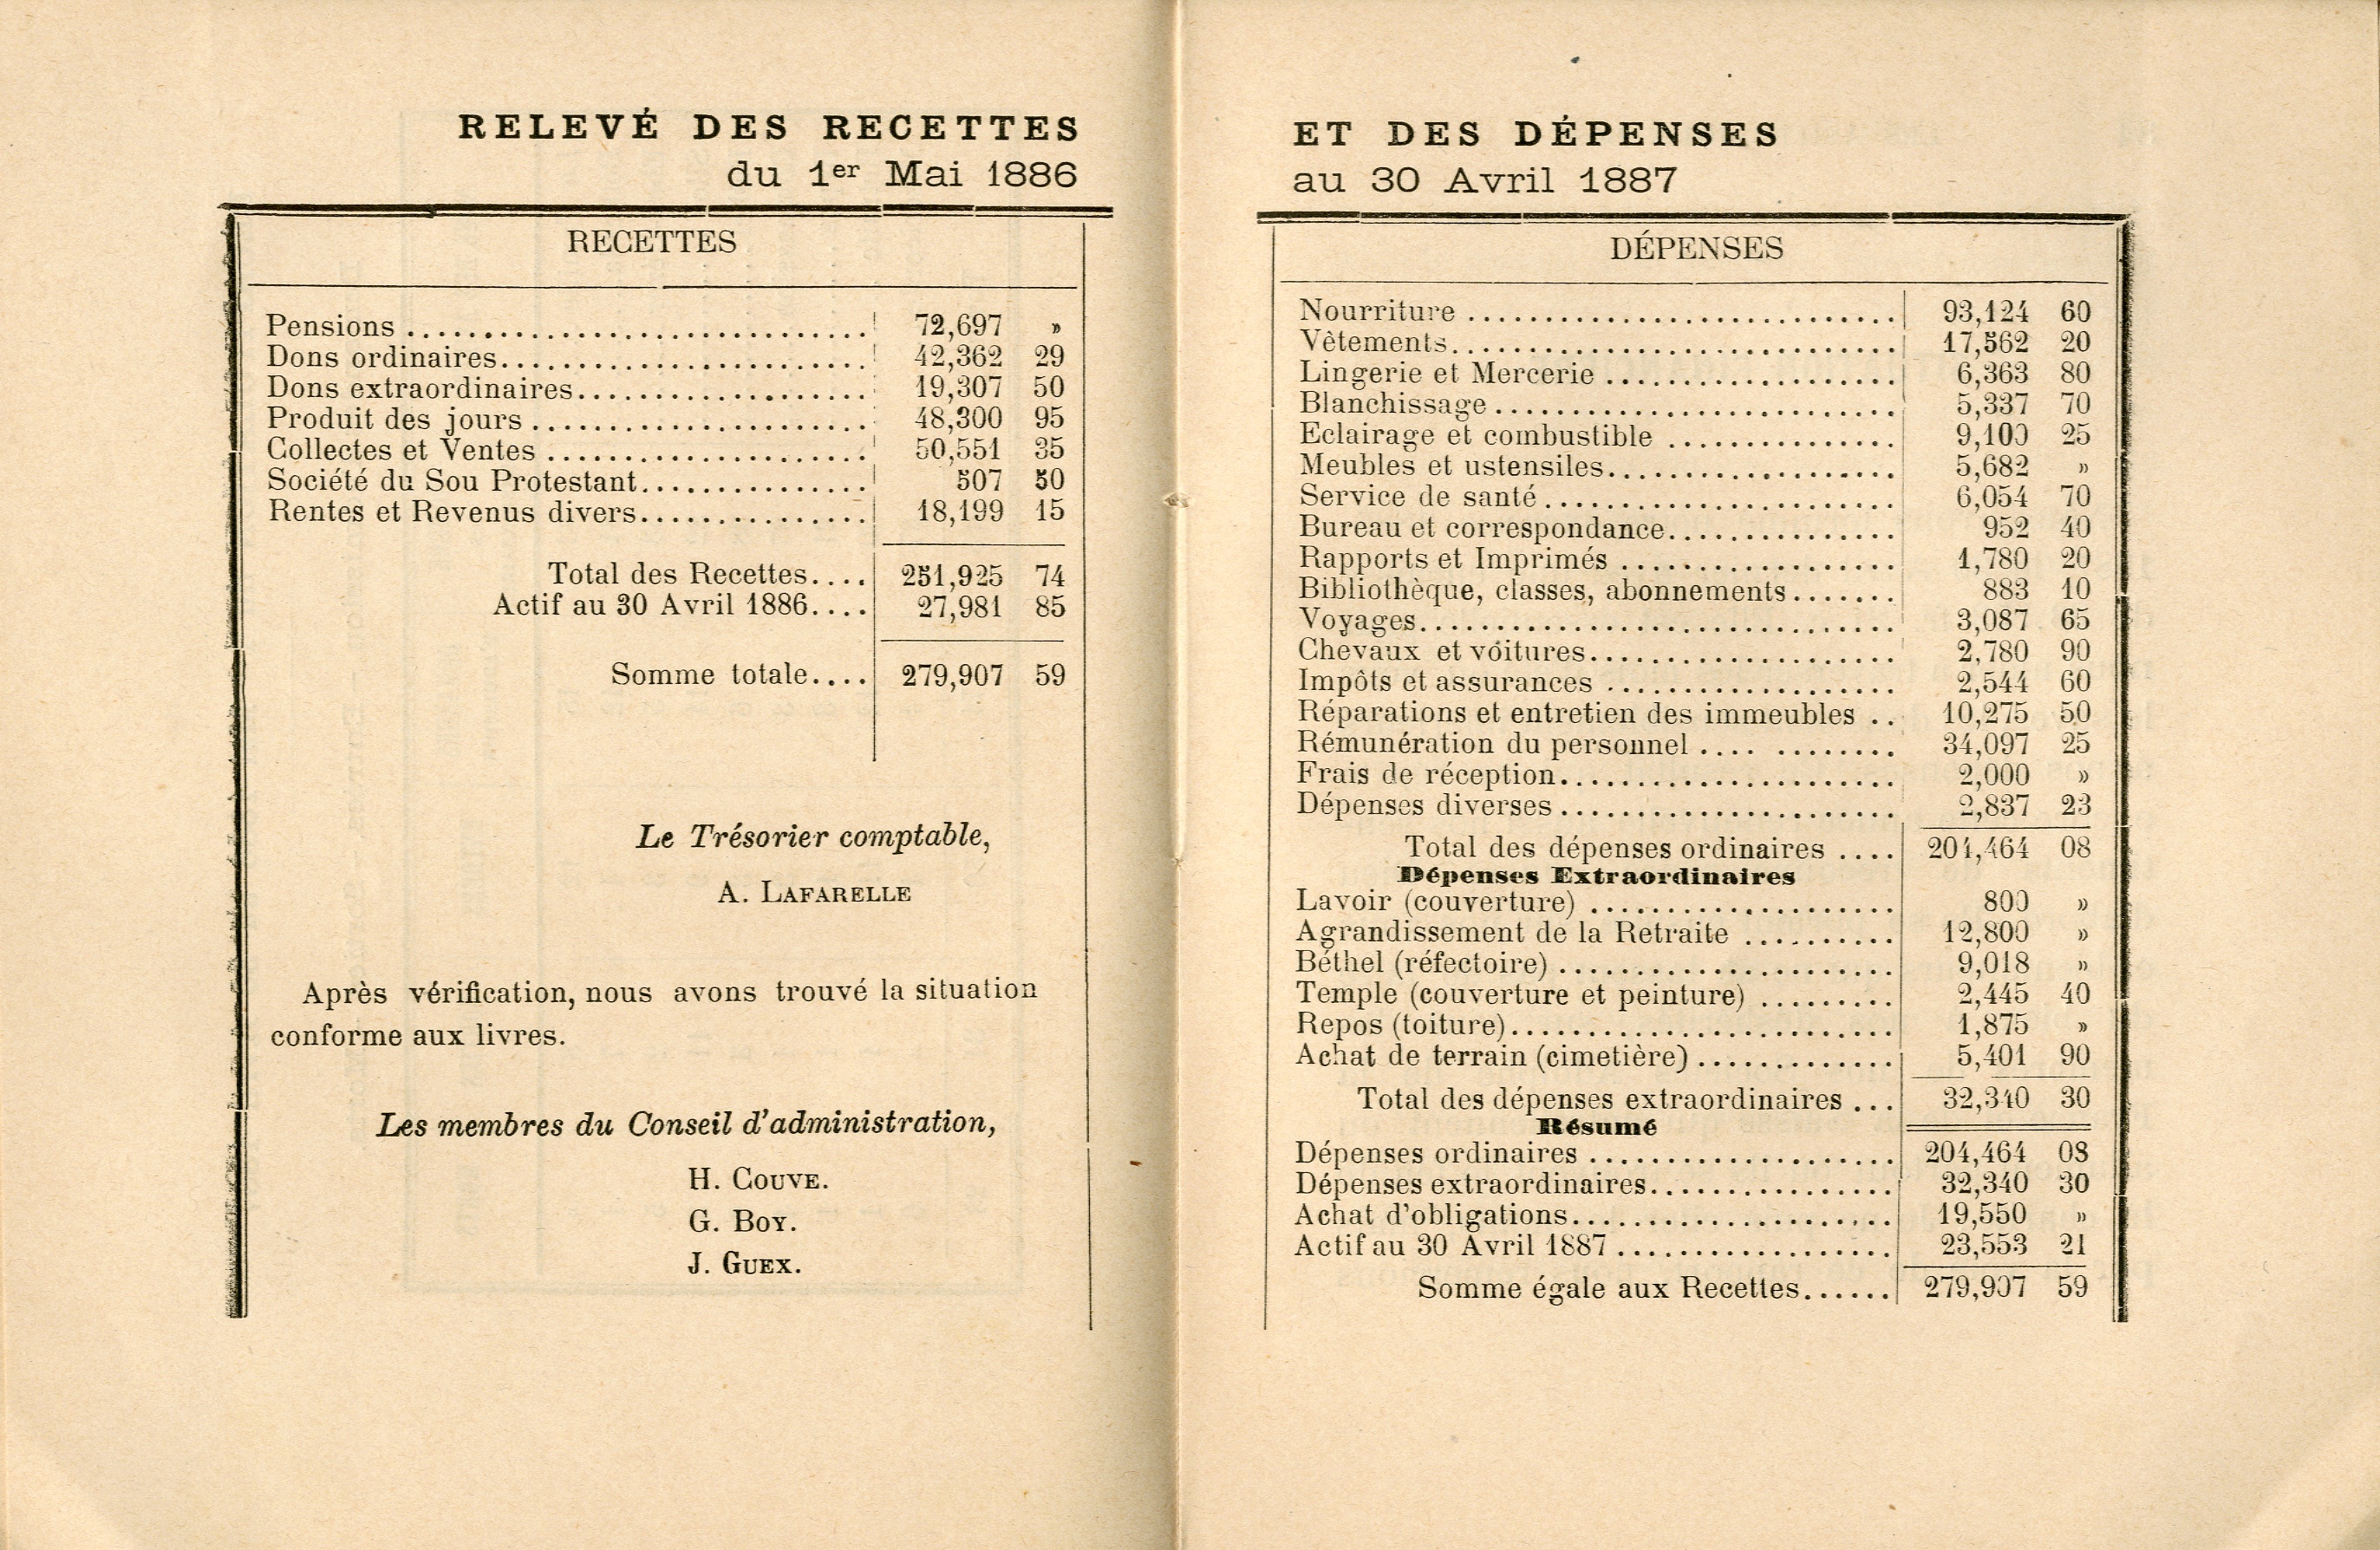 RELEVÉ DES RECETTES
du 1er Mai 1886
RECETTES
Pensions .............................. 72,697 »
Dons ordinaires........................ 42,362 29
Dons extraordinaires................... 19,307 50
Produit des jours ...................... 48,300 95
Collectes et Ventes ..................... 50,551 35
Société du Sou Protestant............... 507 50
Rentes et Revenus divers............... 18,199 15
Total des Recettes.... 251,925 74
Actif au 30 Avril 1886.... 27,981 85
Somme totale.... 279,907 59
Le Trésorier comptable,
A. LAFARELLE
Après vérification, nous avons trouvé la situation
conforme aux livres.
Les membres du Conseil d'administration,
H. COUVE.
G. BOY.
J. GUEX.
ET DES DÉPENSES
au 30 Avril 1887
DÉPENSES
Nourriture ............................ 93,124 60
Vêtements............................. 17,562 20
Lingerie et Mercerie ................... 6,363 80
Blanchissage.......................... 5,337 70
Eclairage et combustible ............... 9,100 25
Meubles et ustensiles................... 5,682 »
Service de santé....................... 6,054 70
Bureau et correspondance............... 952 40
Rapports et Imprimés .................. 1,780 20
Bibliothèque, classes, abonnements....... 883 10
Voyages............................... 3,087 65
Chevaux et voitures.................... 2,780 90
Impôts et assurances ................... 2,544 60
Réparations et entretien des immeubles .. 10,275 50
Rémunération du personnel .... ........ 34,097 25
Frais de réception...................... 2,000 »
Dépenses diverses...................... 2,837 23
Total des dépenses ordinaires .... 204,464 08
Dépenses Extraordinaires
Lavoir (couverture) .................... 800 »
Agrandissement de la Retraite .......... 12,800 »
Béthel (réfectoire) ...................... 9,018 »
Temple (couverture et peinture) ......... 2,445 40
Repos (toiture)......................... 1,875 »
Achat de terrain (cimetière) ............. 5,401 90
Total des dépenses extraordinaires ... 32,340 30
Résumé
Dépenses ordinaires .................... 204,464 08
Dépenses extraordinaires................ 32,340 30
Achat d'obligations..................... 19,550 »
Actif au 30 Avril 1887.................. 23,553 21
Somme égale aux Recettes...... 279,907 59